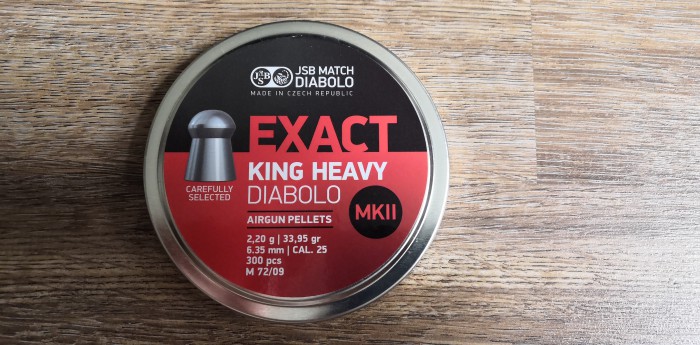 JSB
JSB MATCH
DIABOLO
MADE IN CZECH REPUBLIC
EXACT
KING HEAVY
DIABOLO
MKII
AIRGUN PELLETS
CAREFULLY
SELECTED
2,20 g | 33,95 gr
6.35 mm | CAL. 25
300 pcs
M 72/09